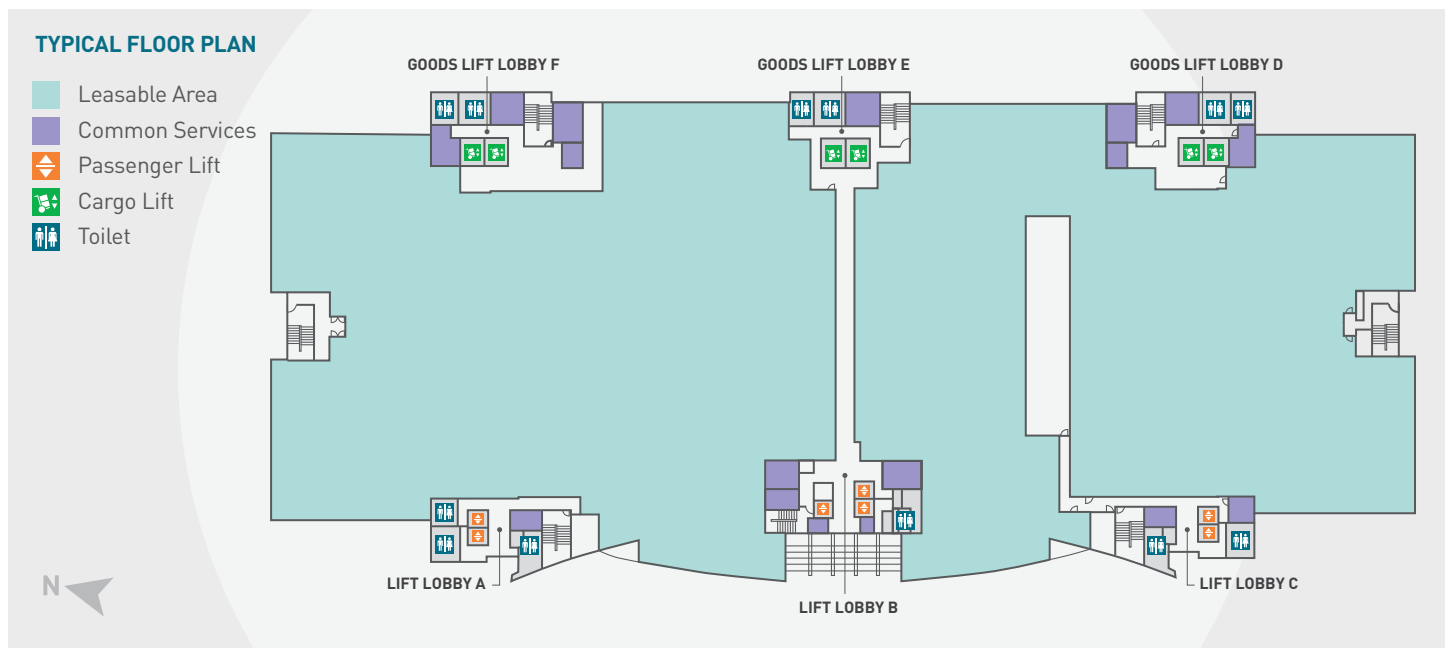 TYPICAL FLOOR PLAN
Leasable Area
Common Services
Passenger Lift
Cargo Lift
Toilet
GOODS LIFT LOBBY F
GOODS LIFT LOBBY E
GOODS LIFT LOBBY D
LIFT LOBBY A
LIFT LOBBY B
LIFT LOBBY C
N